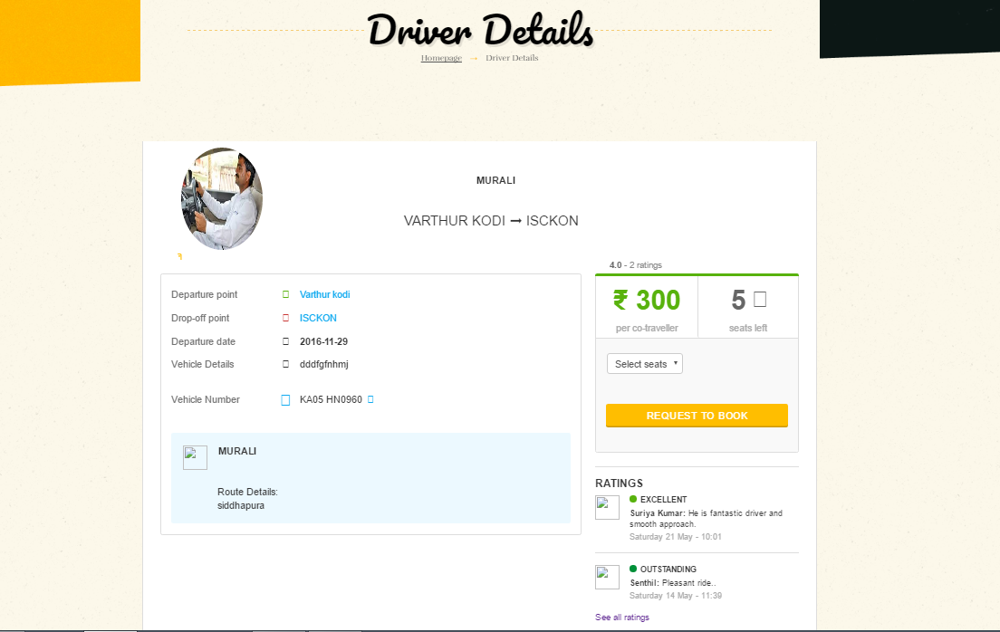 Driver Details
Homepage → Driver Details
MURALI
VARTHUR KODI → ISCKON
4.0 - 2 ratings
Departure point Varthur kodi
Drop-off point ISCKON
Departure date 2016-11-29
Vehicle Details dddfgfnhmj
Vehicle Number KA05 HN0960
MURALI
Route Details:
siddhapura
₹ 300
per co-traveller
5
seats left
Select seats
REQUEST TO BOOK
RATINGS
EXCELLENT
Suriya Kumar: He is fantastic driver and
smooth approach.
Saturday 21 May - 10:01
OUTSTANDING
Senthil: Pleasant ride..
Saturday 14 May - 11:39
See all ratings